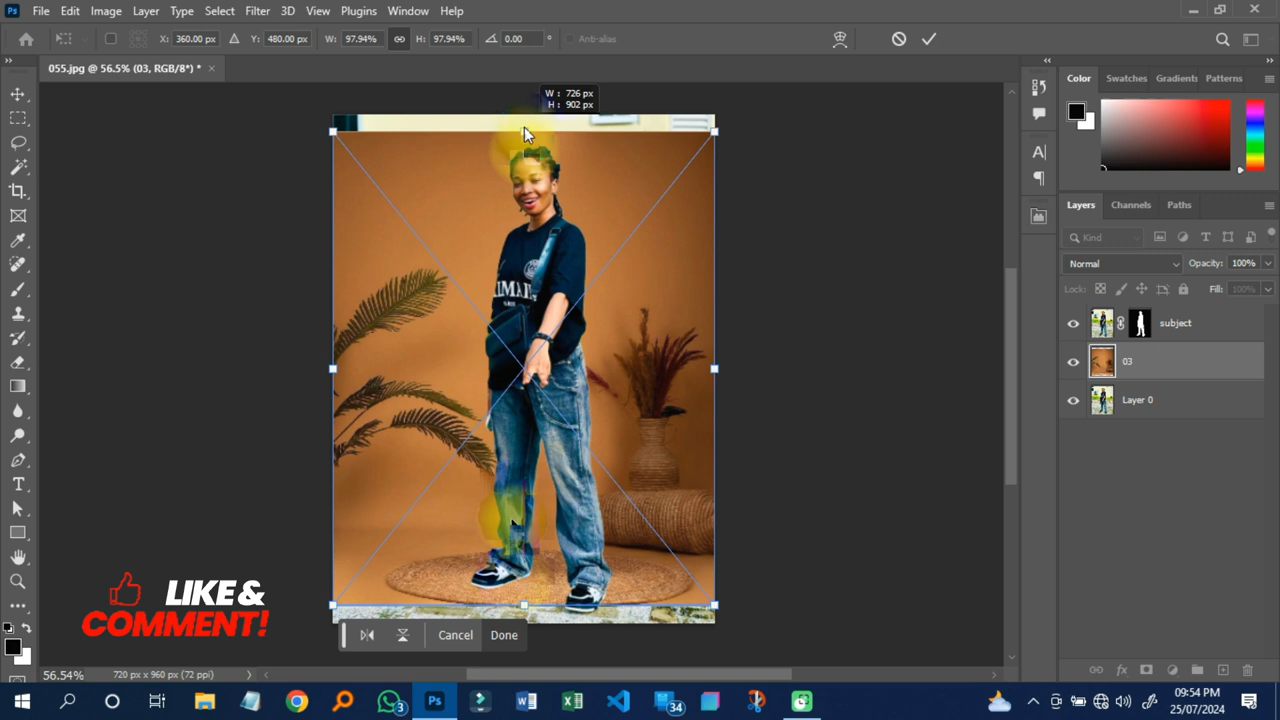 Ps File Edit Image Layer Type Select Filter 3D View Plugins Window Help
X: 360.00 px Y: 480.00 px W: 97.94% H: 97.94% 0.00 ° Anti-alias
055.jpg @ 56.5% (03, RGB/8*) * ×
Color Swatches Gradients Patterns
W : 726 px
H : 902 px
Layers Channels Paths
Kind
Normal Opacity: 100%
Lock: Fill: 100%
subject
03
Layer 0
LIKE &
COMMENT!
Cancel Done
56.54% 720 px x 960 px (72 ppi)
3
34
09:54 PM
25/07/2024